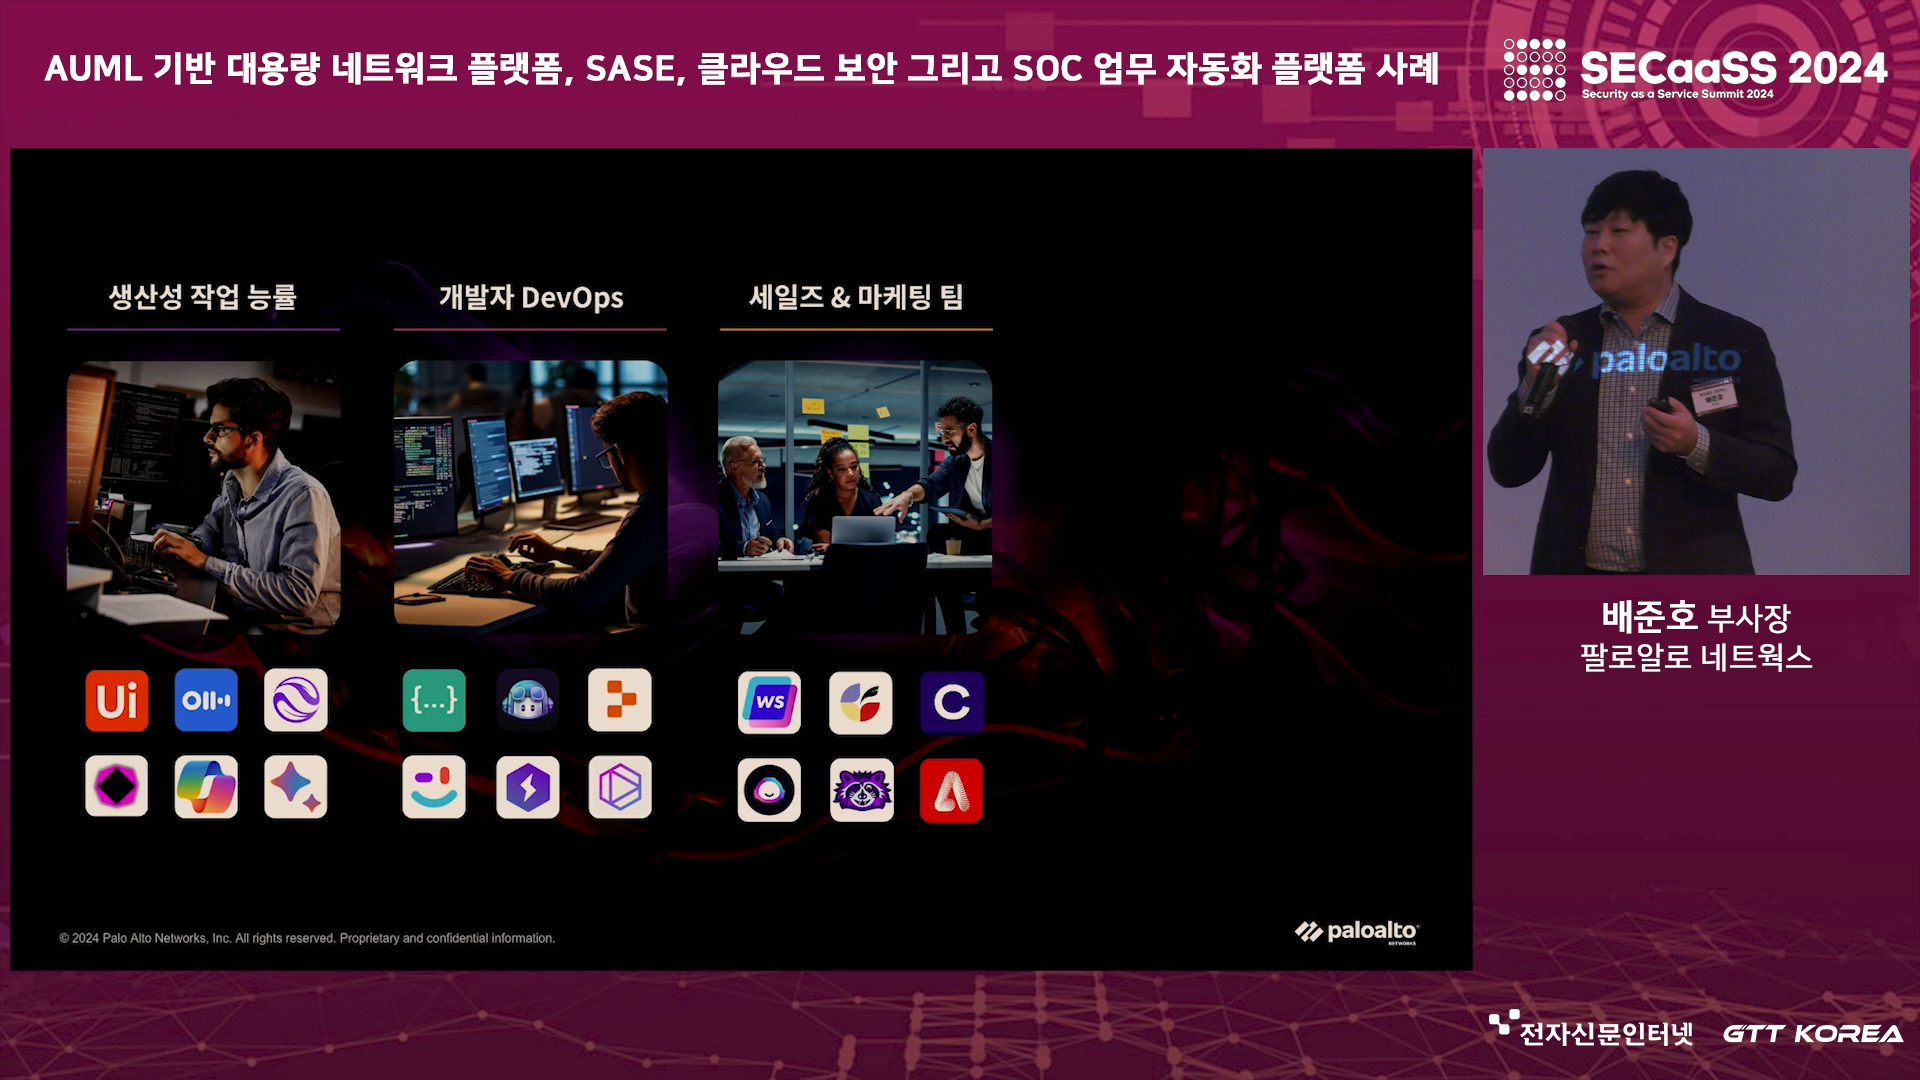 AUML 기반 대용량 네트워크 플랫폼, SASE, 클라우드 보안 그리고 SOC 업무 자동화 플랫폼 사례
SECaaSS 2024
Security as a Service Summit 2024
생산성 작업 능률
개발자 DevOps
세일즈 & 마케팅 팀
Ui
{...}
WS
C
© 2024 Palo Alto Networks, Inc. All rights reserved. Proprietary and confidential information.
paloalto
NETWORKS
paloalto
배준호
배준호 부사장
팔로알로 네트웍스
전자신문인터넷
GTT KOREA